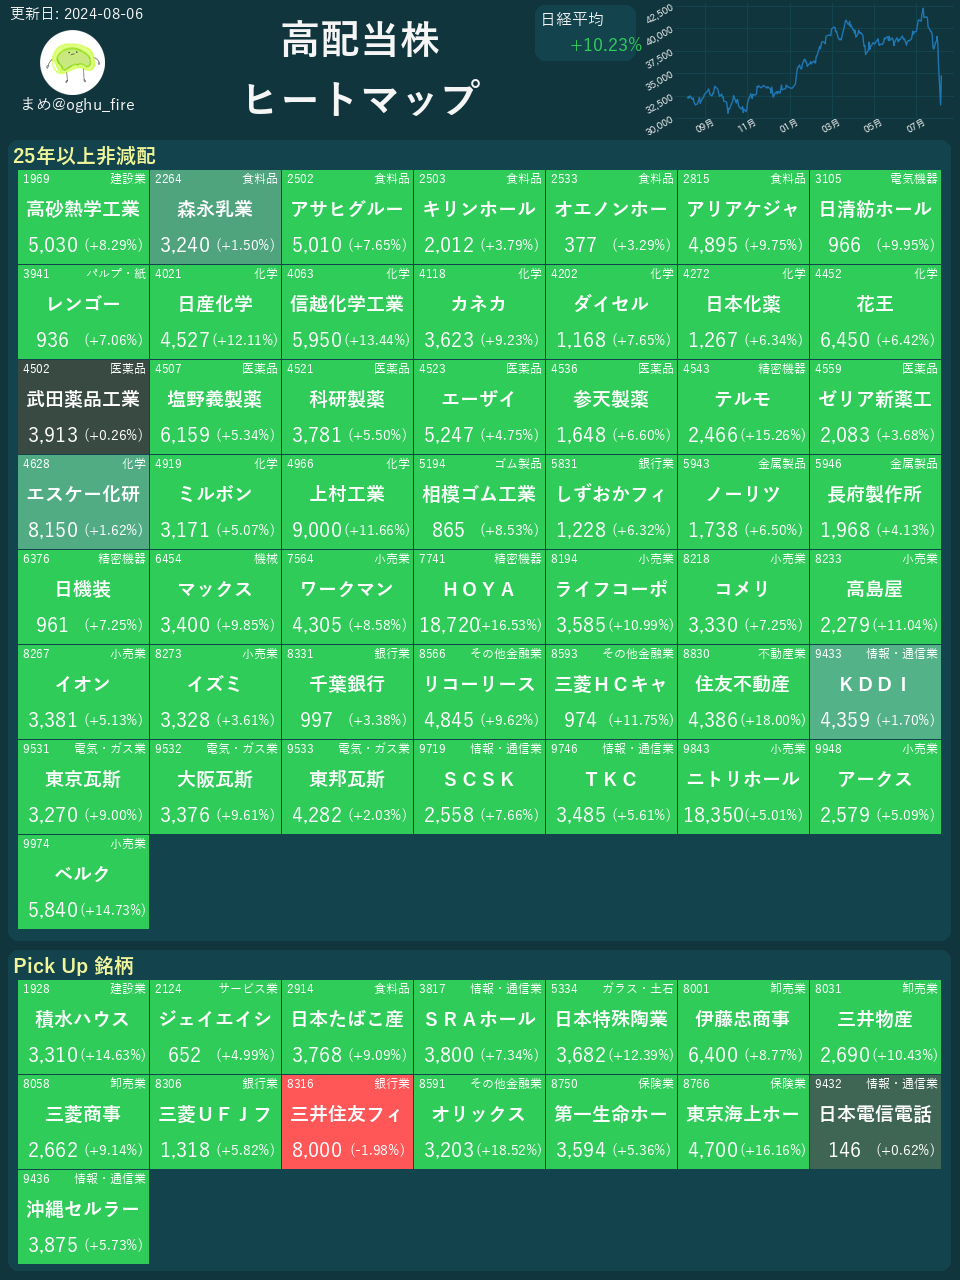 更新日: 2024-08-06
まめ@oghu_fire
高配当株
ヒートマップ
日経平均
+10.23%
42,500
40,000
37,500
35,000
32,500
30,000
09月 11月 01月 03月 05月 07月
25年以上非減配
1969 建設業 2264 食料品 2502 食料品 2503 食料品 2533 食料品 2815 食料品 3105 電気機器
高砂熱学工業 森永乳業 アサヒグルー キリンホール オエノンホー アリアケジャ 日清紡ホール
5,030 (+8.29%) 3,240 (+1.50%) 5,010 (+7.65%) 2,012 (+3.79%) 377 (+3.29%) 4,895 (+9.75%) 966 (+9.95%)
3941 パルプ・紙 4021 化学 4063 化学 4118 化学 4202 化学 4272 化学 4452 化学
レンゴー 日産化学 信越化学工業 カネカ ダイセル 日本化薬 花王
936 (+7.06%) 4,527 (+12.11%) 5,950 (+13.44%) 3,623 (+9.23%) 1,168 (+7.65%) 1,267 (+6.34%) 6,450 (+6.42%)
4502 医薬品 4507 医薬品 4521 医薬品 4523 医薬品 4536 医薬品 4543 精密機器 4559 医薬品
武田薬品工業 塩野義製薬 科研製薬 エーザイ 参天製薬 テルモ ゼリア新薬工
3,913 (+0.26%) 6,159 (+5.34%) 3,781 (+5.50%) 5,247 (+4.75%) 1,648 (+6.60%) 2,466 (+15.26%) 2,083 (+3.68%)
4628 化学 4919 化学 4966 化学 5194 ゴム製品 5831 銀行業 5943 金属製品 5946 金属製品
エスケー化研 ミルボン 上村工業 相模ゴム工業 しずおかフィ ノーリツ 長府製作所
8,150 (+1.62%) 3,171 (+5.07%) 9,000 (+11.66%) 865 (+8.53%) 1,228 (+6.32%) 1,738 (+6.50%) 1,968 (+4.13%)
6376 精密機器 6454 機械 7564 小売業 7741 精密機器 8194 小売業 8218 小売業 8233 小売業
日機装 マックス ワークマン ＨＯＹＡ ライフコーポ コメリ 高島屋
961 (+7.25%) 3,400 (+9.85%) 4,305 (+8.58%) 18,720 (+16.53%) 3,585 (+10.99%) 3,330 (+7.25%) 2,279 (+11.04%)
8267 小売業 8273 小売業 8331 銀行業 8566 その他金融業 8593 その他金融業 8830 不動産業 9433 情報・通信業
イオン イズミ 千葉銀行 リコーリース 三菱ＨＣキャ 住友不動産 ＫＤＤＩ
3,381 (+5.13%) 3,328 (+3.61%) 997 (+3.38%) 4,845 (+9.62%) 974 (+11.75%) 4,386 (+18.00%) 4,359 (+1.70%)
9531 電気・ガス業 9532 電気・ガス業 9533 電気・ガス業 9719 情報・通信業 9746 情報・通信業 9843 小売業 9948 小売業
東京瓦斯 大阪瓦斯 東邦瓦斯 ＳＣＳＫ ＴＫＣ ニトリホール アークス
3,270 (+9.00%) 3,376 (+9.61%) 4,282 (+2.03%) 2,558 (+7.66%) 3,485 (+5.61%) 18,350 (+5.01%) 2,579 (+5.09%)
9974 小売業
ベルク
5,840 (+14.73%)
Pick Up 銘柄
1928 建設業 2124 サービス業 2914 食料品 3817 情報・通信業 5334 ガラス・土石 8001 卸売業 8031 卸売業
積水ハウス ジェイエイシ 日本たばこ産 ＳＲＡホール 日本特殊陶業 伊藤忠商事 三井物産
3,310 (+14.63%) 652 (+4.99%) 3,768 (+9.09%) 3,800 (+7.34%) 3,682 (+12.39%) 6,400 (+8.77%) 2,690 (+10.43%)
8058 卸売業 8306 銀行業 8316 銀行業 8591 その他金融業 8750 保険業 8766 保険業 9432 情報・通信業
三菱商事 三菱ＵＦＪフ 三井住友フィ オリックス 第一生命ホー 東京海上ホー 日本電信電話
2,662 (+9.14%) 1,318 (+5.82%) 8,000 (-1.98%) 3,203 (+18.52%) 3,594 (+5.36%) 4,700 (+16.16%) 146 (+0.62%)
9436 情報・通信業
沖縄セルラー
3,875 (+5.73%)